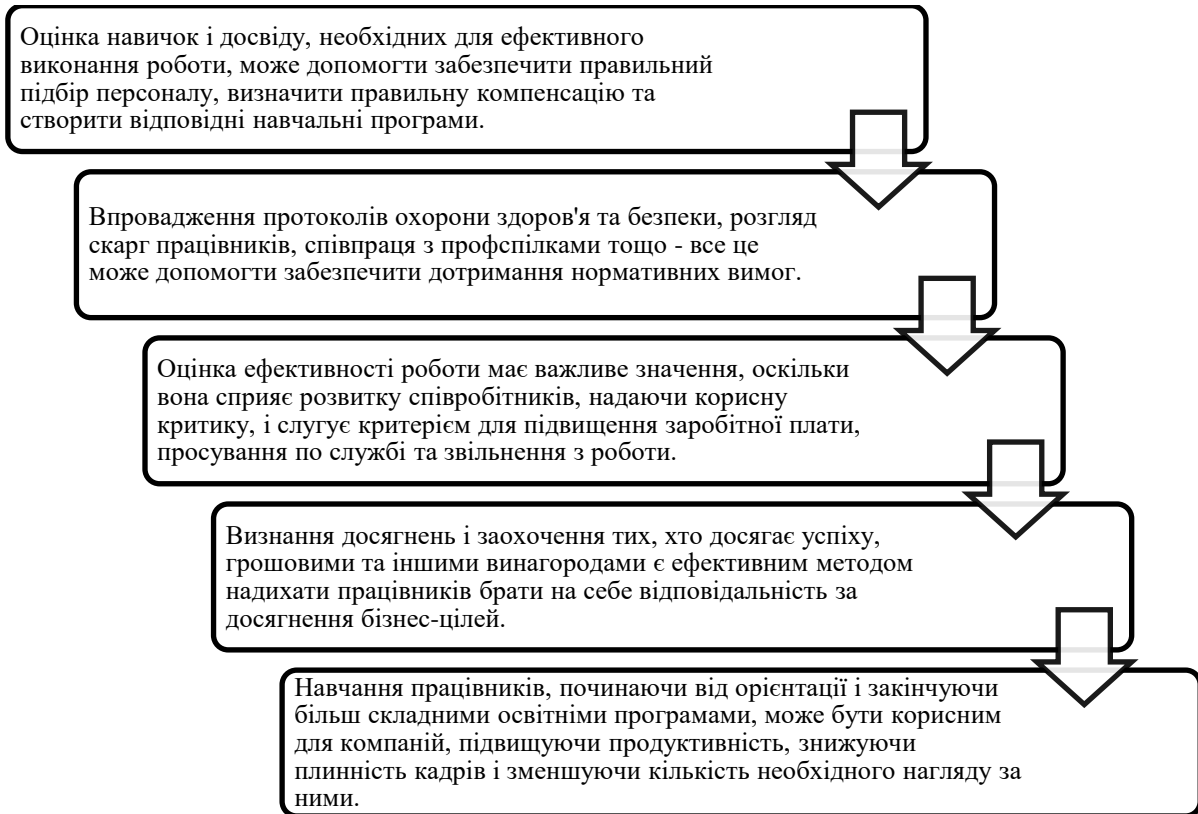 Оцінка навичок і досвіду, необхідних для ефективного
виконання роботи, може допомогти забезпечити правильний
підбір персоналу, визначити правильну компенсацію та
створити відповідні навчальні програми.
Впровадження протоколів охорони здоров'я та безпеки, розгляд
скарг працівників, співпраця з профспілками тощо - все це
може допомогти забезпечити дотримання нормативних вимог.
Оцінка ефективності роботи має важливе значення, оскільки
вона сприяє розвитку співробітників, надаючи корисну
критику, і слугує критерієм для підвищення заробітної плати,
просування по службі та звільнення з роботи.
Визнання досягнень і заохочення тих, хто досягає успіху,
грошовими та іншими винагородами є ефективним методом
надихати працівників брати на себе відповідальність за
досягнення бізнес-цілей.
Навчання працівників, починаючи від орієнтації і закінчуючи
більш складними освітніми програмами, може бути корисним
для компаній, підвищуючи продуктивність, знижуючи
плинність кадрів і зменшуючи кількість необхідного нагляду за
ними.